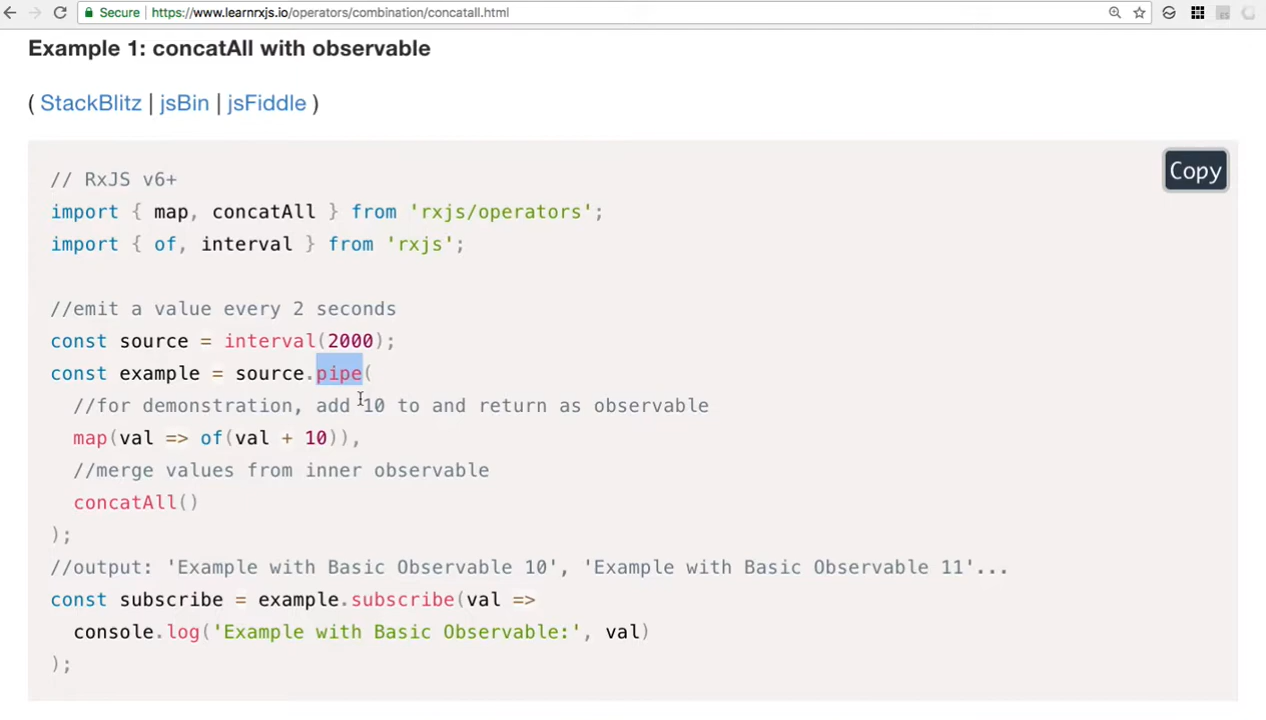 Secure | https://www.learnrxjs.io/operators/combination/concatall.html
Example 1: concatAll with observable
( StackBlitz | jsBin | jsFiddle )
Copy
// RxJS v6+
import { map, concatAll } from 'rxjs/operators';
import { of, interval } from 'rxjs';
//emit a value every 2 seconds
const source = interval(2000);
const example = source.pipe(
//for demonstration, add 10 to and return as observable
map(val => of(val + 10)),
//merge values from inner observable
concatAll()
);
//output: 'Example with Basic Observable 10', 'Example with Basic Observable 11'...
const subscribe = example.subscribe(val =>
console.log('Example with Basic Observable:', val)
);